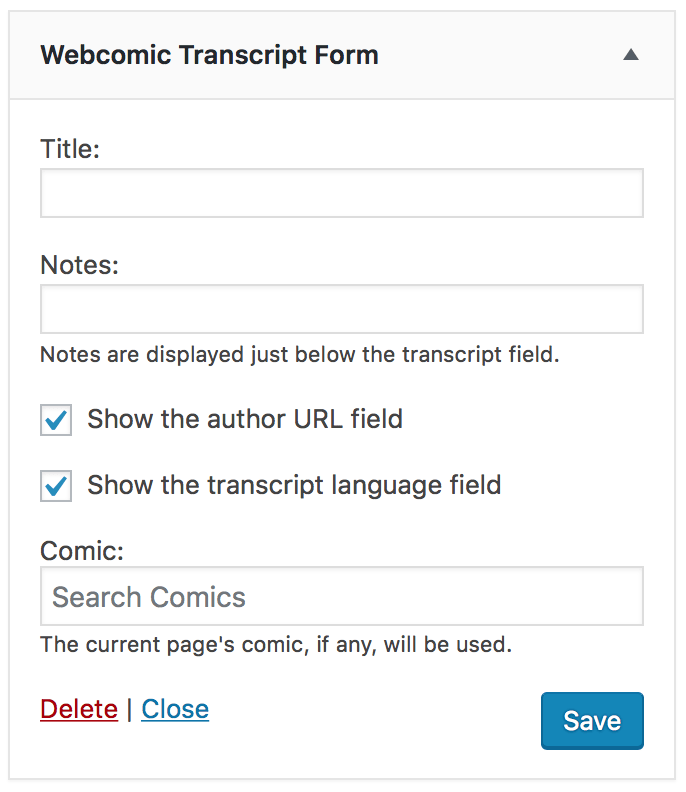 Webcomic Transcript Form
Title:
Notes:
Notes are displayed just below the transcript field.
Show the author URL field
Show the transcript language field
Comic:
Search Comics
The current page's comic, if any, will be used.
Delete | Close
Save